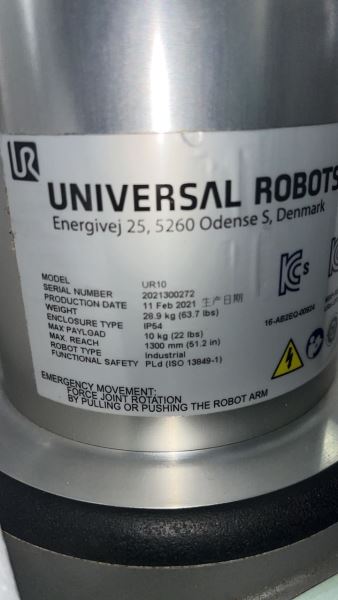 UR
UNIVERSAL ROBOTS
Energivej 25, 5260 Odense S, Denmark
MODEL UR10
SERIAL NUMBER 2021300272
PRODUCTION DATE 11 Feb 2021 生产日期
WEIGHT 28.9 kg (63.7 lbs)
ENCLOSURE TYPE IP54
MAX PAYLOAD 10 kg (22 lbs)
MAX. REACH 1300 mm (51.2 in)
ROBOT TYPE Industrial
FUNCTIONAL SAFETY PLd (ISO 13849-1)
S
16-AB2EQ-00924
EMERGENCY MOVEMENT:
FORCE JOINT ROTATION
BY PULLING OR PUSHING THE ROBOT ARM